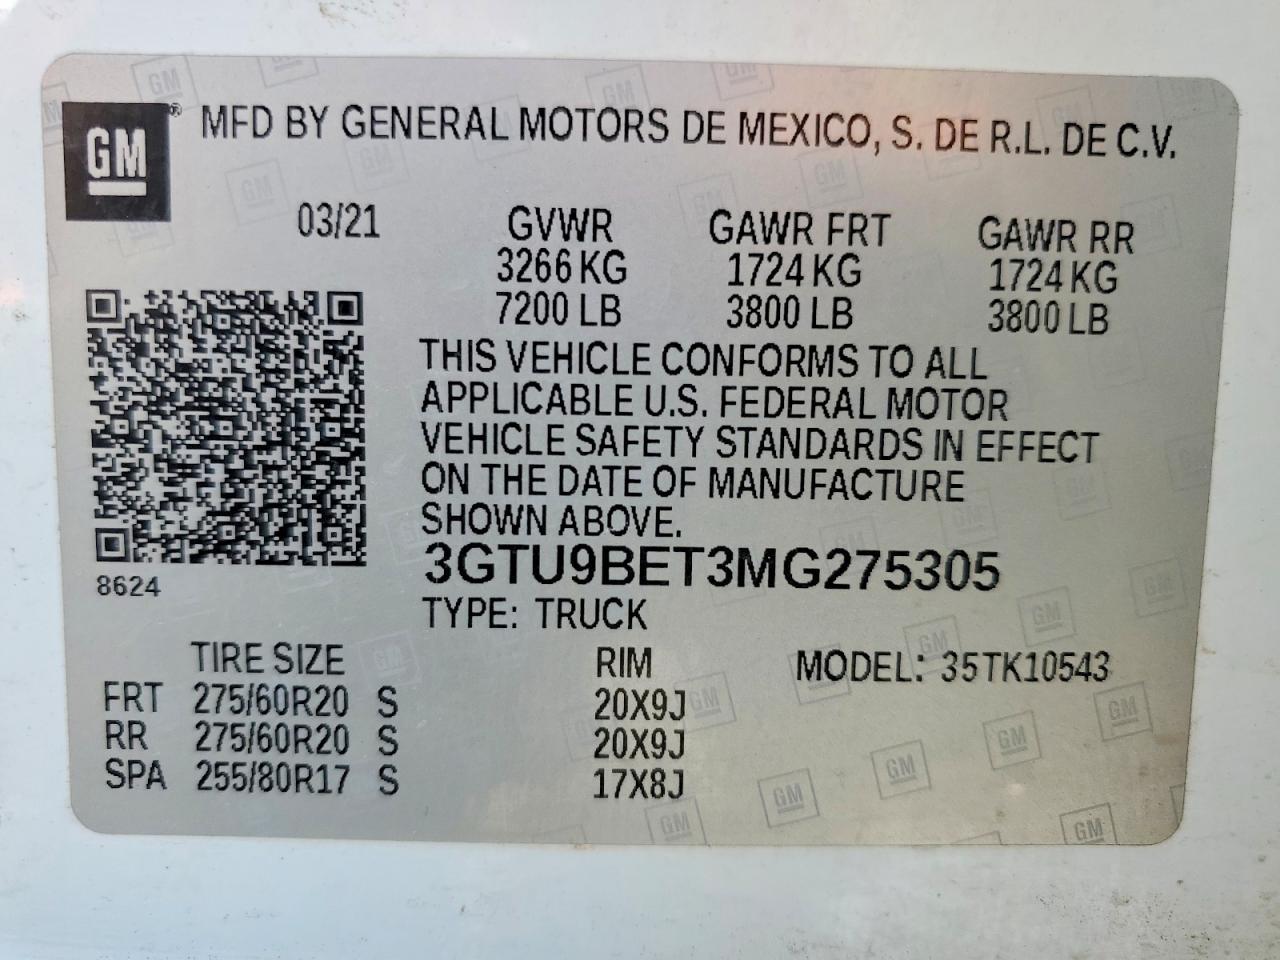 GM ® MFD BY GENERAL MOTORS DE MEXICO, S. DE R.L. DE C.V.
03/21 GVWR GAWR FRT GAWR RR
3266 KG 1724 KG 1724 KG
7200 LB 3800 LB 3800 LB
THIS VEHICLE CONFORMS TO ALL
APPLICABLE U.S. FEDERAL MOTOR
VEHICLE SAFETY STANDARDS IN EFFECT
ON THE DATE OF MANUFACTURE
SHOWN ABOVE.
3GTU9BET3MG275305
8624
TYPE: TRUCK
TIRE SIZE RIM MODEL: 35TK10543
FRT 275/60R20 S 20X9J
RR 275/60R20 S 20X9J
SPA 255/80R17 S 17X8J